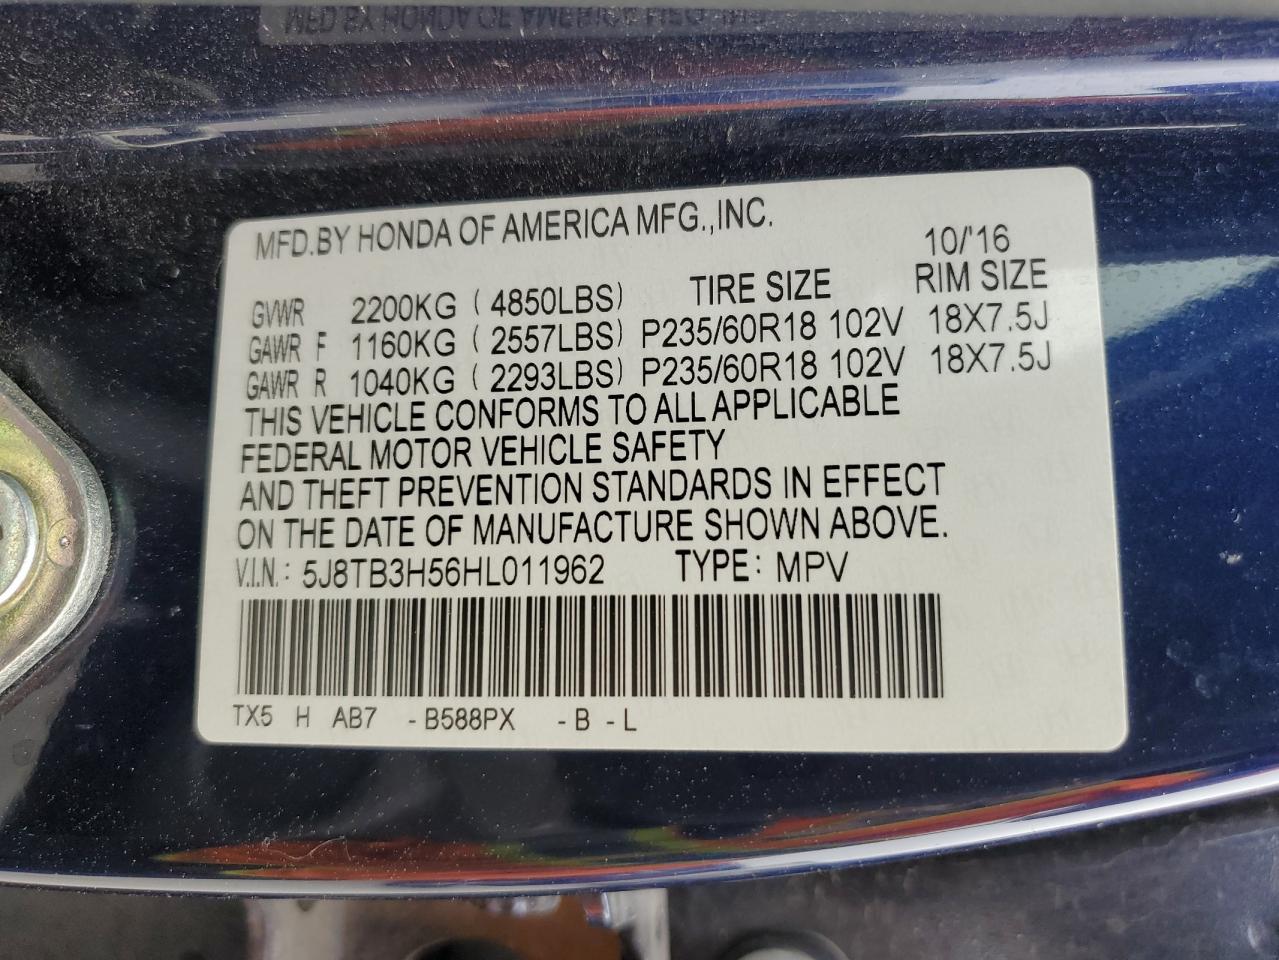 MFD.BY HONDA OF AMERICA MFG.,INC.
10/'16
GVWR 2200KG (4850LBS) TIRE SIZE RIM SIZE
GAWR F 1160KG (2557LBS) P235/60R18 102V 18X7.5J
GAWR R 1040KG (2293LBS) P235/60R18 102V 18X7.5J
THIS VEHICLE CONFORMS TO ALL APPLICABLE
FEDERAL MOTOR VEHICLE SAFETY
AND THEFT PREVENTION STANDARDS IN EFFECT
ON THE DATE OF MANUFACTURE SHOWN ABOVE.
V.I.N.: 5J8TB3H56HL011962 TYPE: MPV
TX5 H AB7 -B588PX -B -L